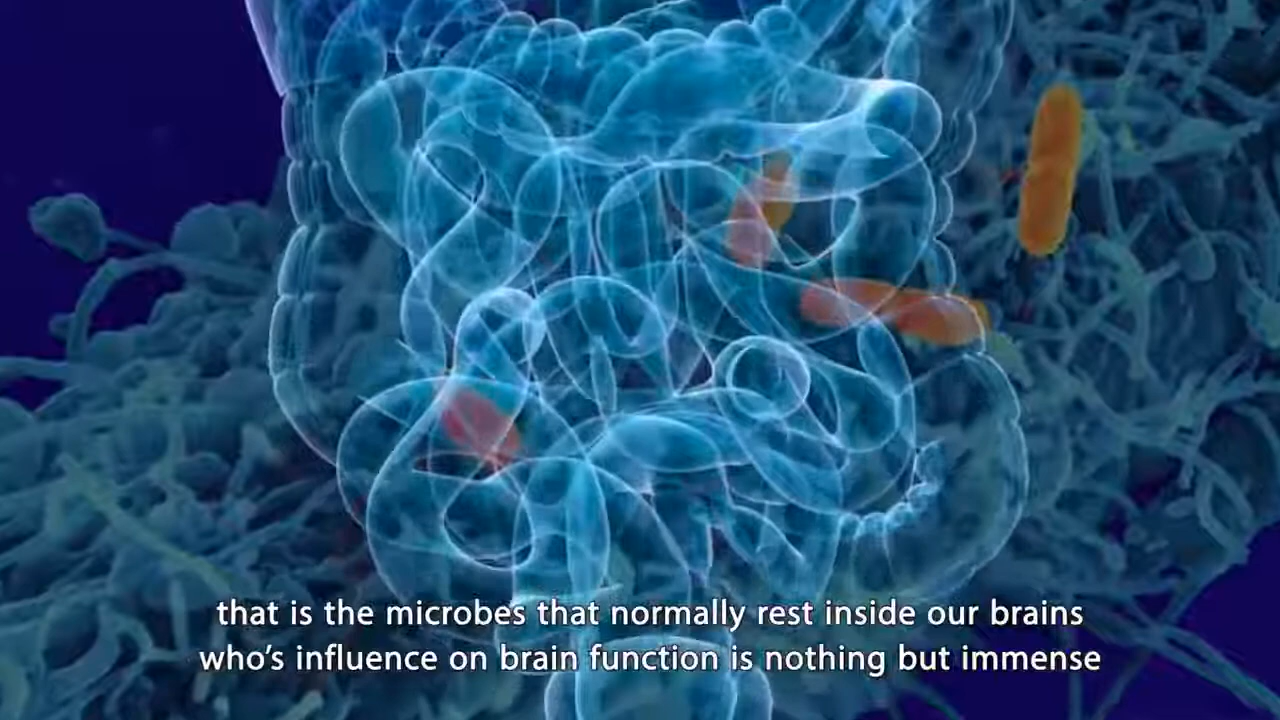 that is the microbes that normally rest inside our brains
who's influence on brain function is nothing but immense